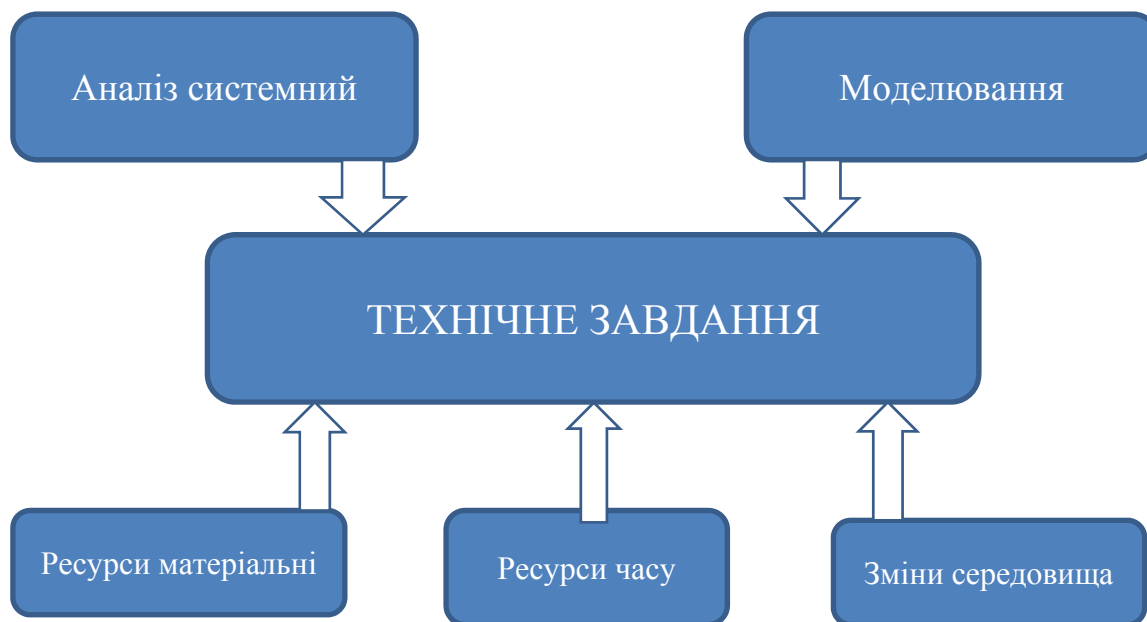 Аналіз системний
Моделювання
ТЕХНІЧНЕ ЗАВДАННЯ
Ресурси матеріальні
Ресурси часу
Зміни середовища